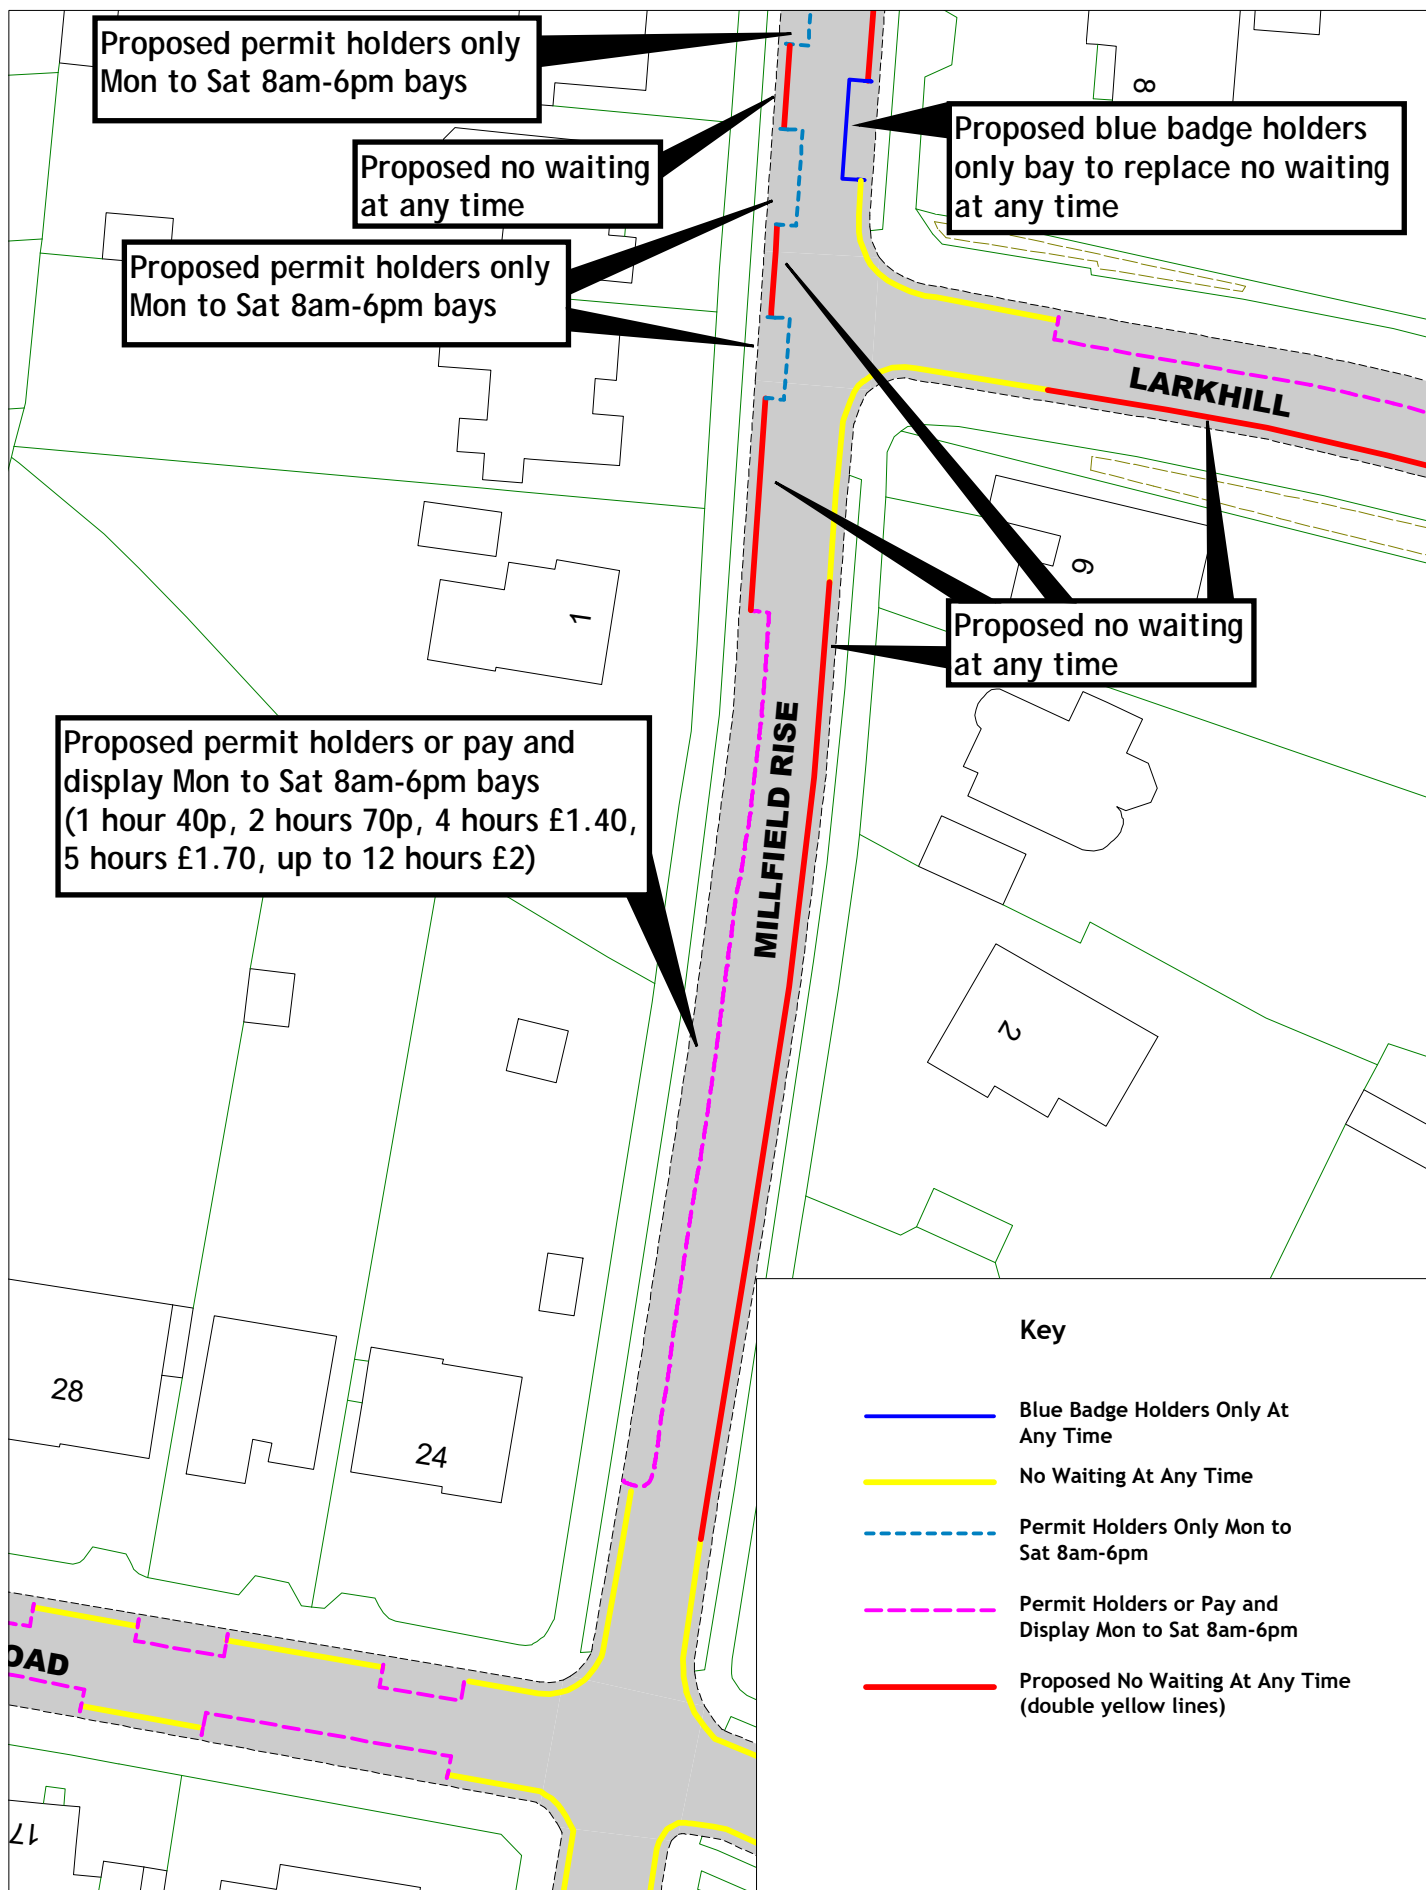 Proposed permit holders only
Mon to Sat 8am-6pm bays
8
Proposed blue badge holders
only bay to replace no waiting
at any time
Proposed no waiting
at any time
Proposed permit holders only
Mon to Sat 8am-6pm bays
LARKHILL
6
1
Proposed no waiting
at any time
MILLFIELD RISE
Proposed permit holders or pay and
display Mon to Sat 8am-6pm bays
(1 hour 40p, 2 hours 70p, 4 hours £1.40,
5 hours £1.70, up to 12 hours £2)
2
28
24
OAD
17
Key
Blue Badge Holders Only At
Any Time
No Waiting At Any Time
Permit Holders Only Mon to
Sat 8am-6pm
Permit Holders or Pay and
Display Mon to Sat 8am-6pm
Proposed No Waiting At Any Time
(double yellow lines)